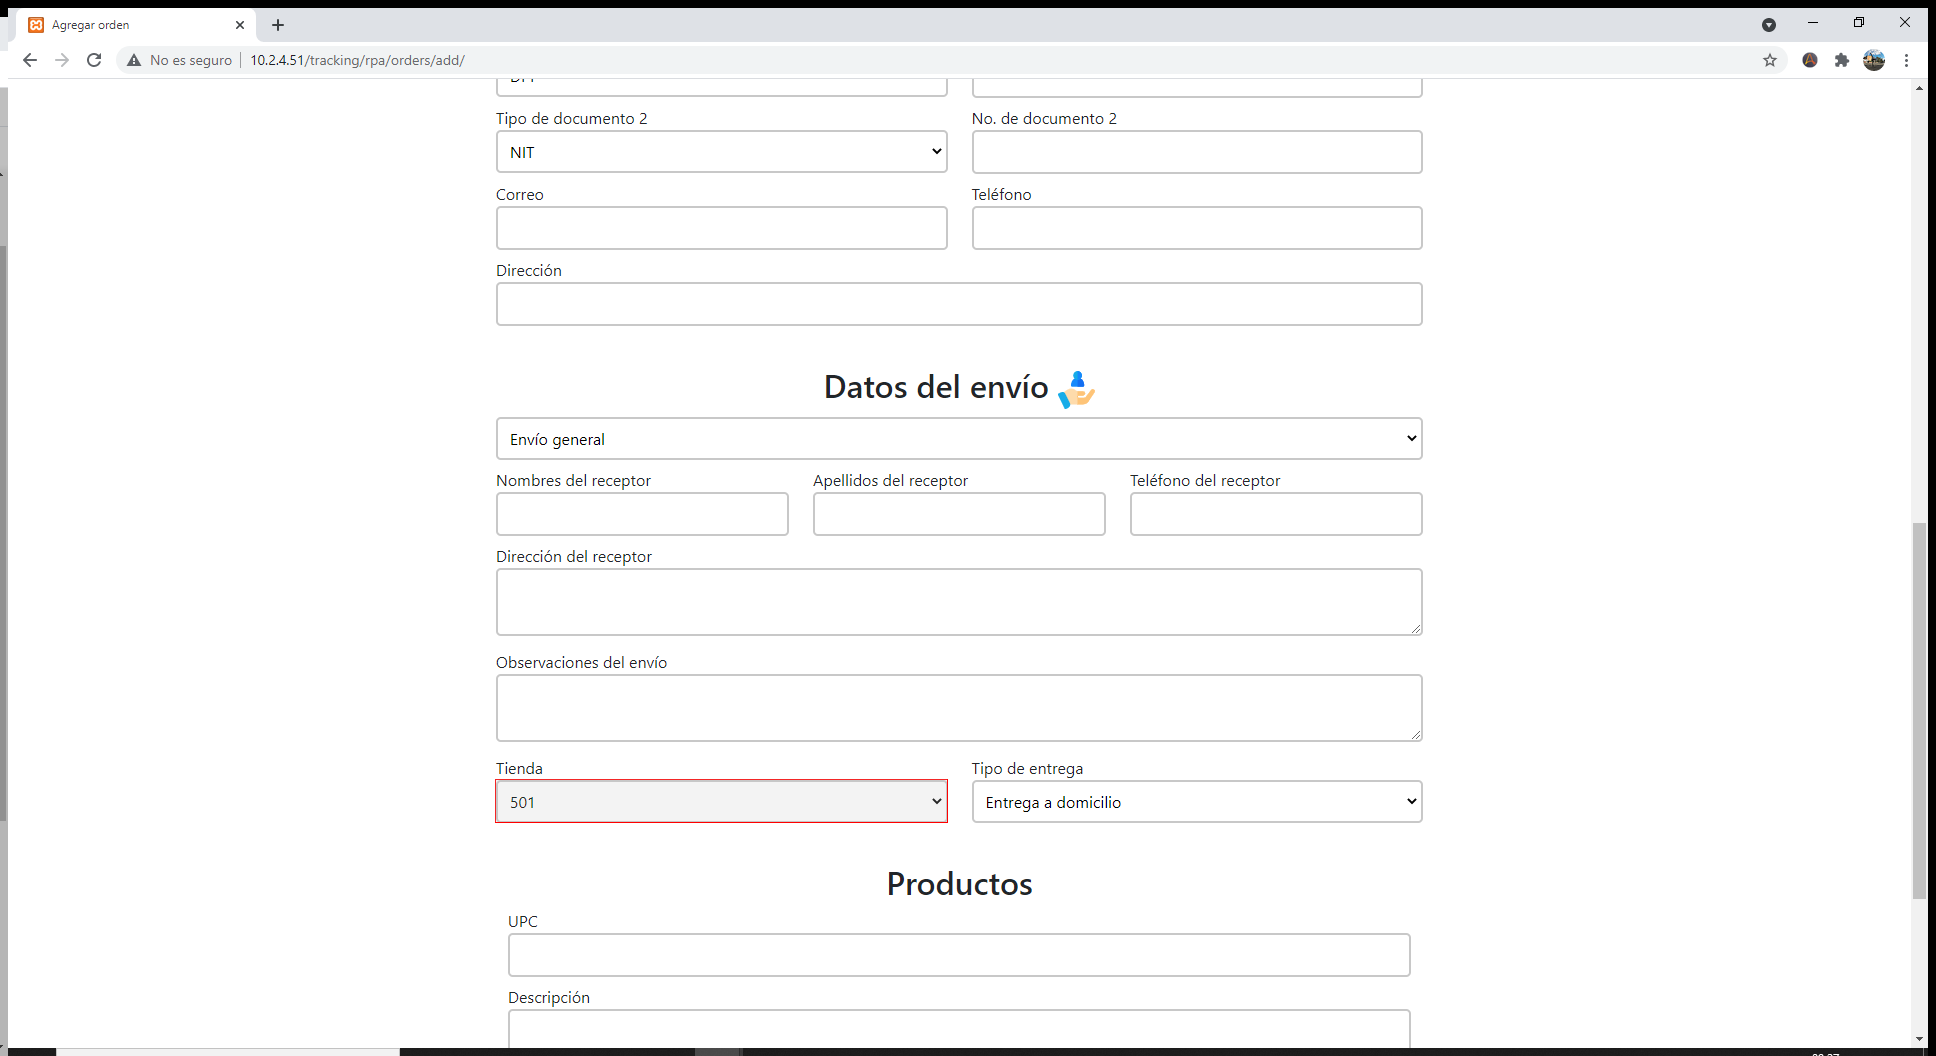 Agregar orden
No es seguro
10.2.4.51/tracking/rpa/orders/add/
Tipo de documento 2
No. de documento 2
NIT
Correo
Teléfono
Dirección
Datos del envío
Envío general
Nombres del receptor
Apellidos del receptor
Teléfono del receptor
Dirección del receptor
Observaciones del envío
Tienda
Tipo de entrega
501
Entrega a domicilio
Productos
UPC
Descripción